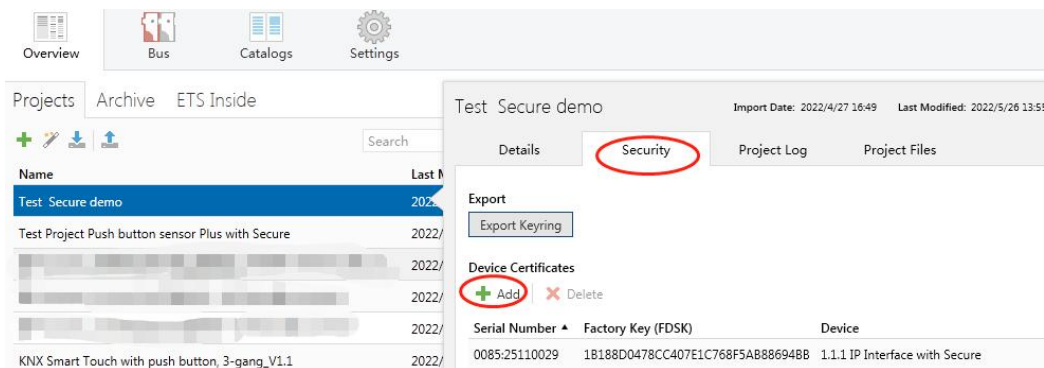 Overview Bus Catalogs Settings
Projects Archive ETS Inside
Search
Name Last M
Test Secure demo 202
Test Project Push button sensor Plus with Secure 2022/
2022/
2022/
2022/
KNX Smart Touch with push button, 3-gang_V1.1 2022/
Test Secure demo Import Date: 2022/4/27 16:49 Last Modified: 2022/5/26 13:55
Details Security Project Log Project Files
Export
Export Keyring
Device Certificates
Add Delete
Serial Number Factory Key (FDSK) Device
0085:25110029 1B188D0478CC407E1C768F5AB88694BB 1.1.1 IP Interface with Secure